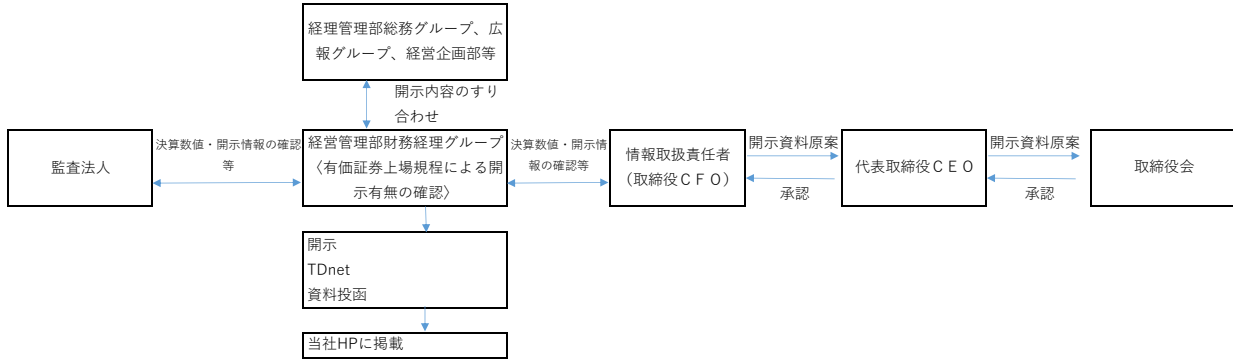 経理管理部総務グループ、広
報グループ、経営企画部等
開示内容のすり
合わせ
監査法人
決算数値・開示情報の確認
等
経営管理部財務経理グループ
〈有価証券上場規程による開
示有無の確認〉
決算数値・開示情
報の確認等
情報取扱責任者
（取締役ＣＦＯ）
開示資料原案
承認
代表取締役ＣＥＯ
開示資料原案
承認
取締役会
開示
TDnet
資料投函
当社HPに掲載